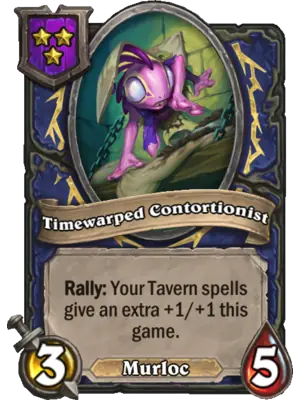 Timewarped Contortionist
Rally: Your Tavern spells
give an extra +1/+1 this
game.
3
Murloc
5